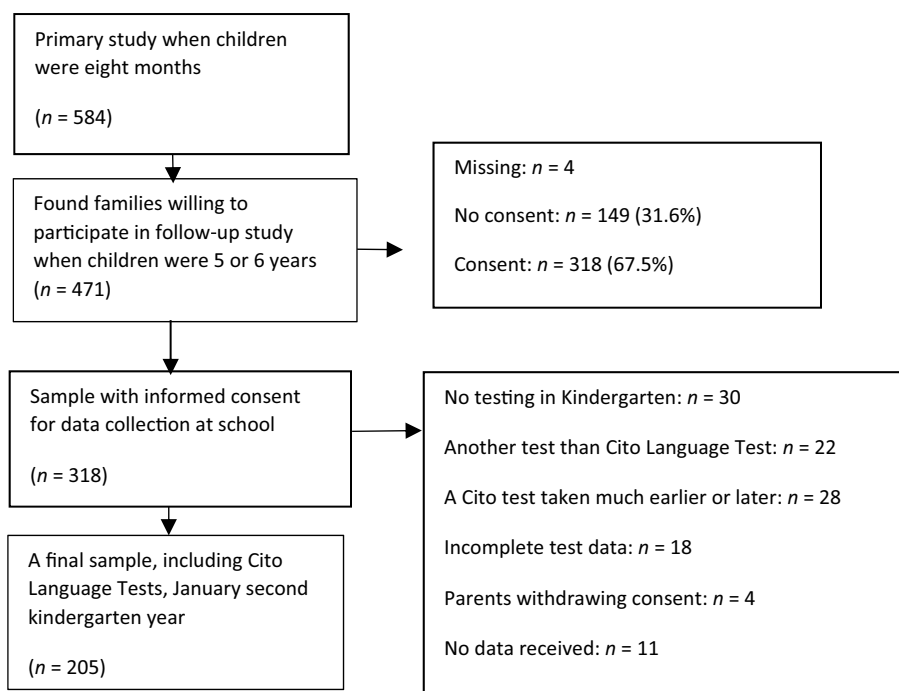 Primary study when children
were eight months
(n = 584)
Found families willing to
participate in follow-up study
when children were 5 or 6 years
(n = 471)
Missing: n = 4
No consent: n = 149 (31.6%)
Consent: n = 318 (67.5%)
Sample with informed consent
for data collection at school
(n = 318)
No testing in Kindergarten: n = 30
Another test than Cito Language Test: n = 22
A Cito test taken much earlier or later: n = 28
Incomplete test data: n = 18
Parents withdrawing consent: n = 4
No data received: n = 11
A final sample, including Cito
Language Tests, January second
kindergarten year
(n = 205)